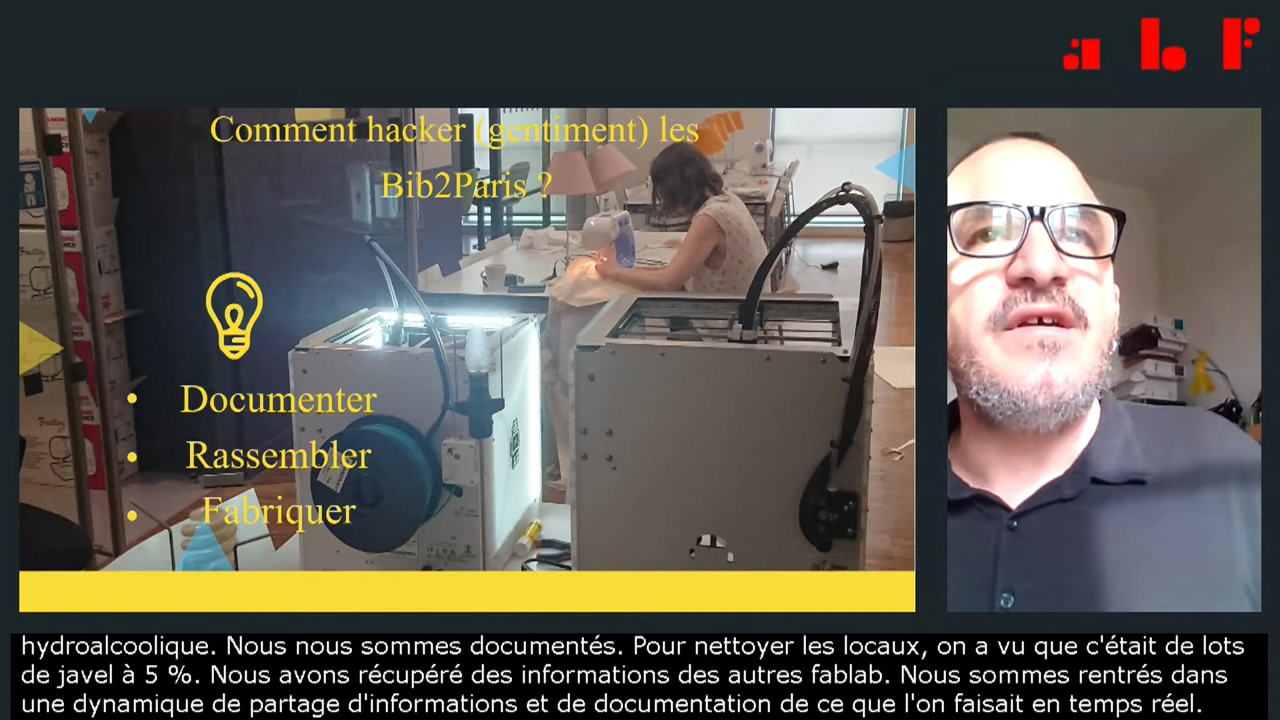 abF
Comment hacker (gentiment) les
Bib2Paris ?
• Documenter
• Rassembler
• Fabriquer
hydroalcoolique. Nous nous sommes documentés. Pour nettoyer les locaux, on a vu que c'était de lots
de javel à 5 %. Nous avons récupéré des informations des autres fablab. Nous sommes rentrés dans
une dynamique de partage d'informations et de documentation de ce que l'on faisait en temps réel.